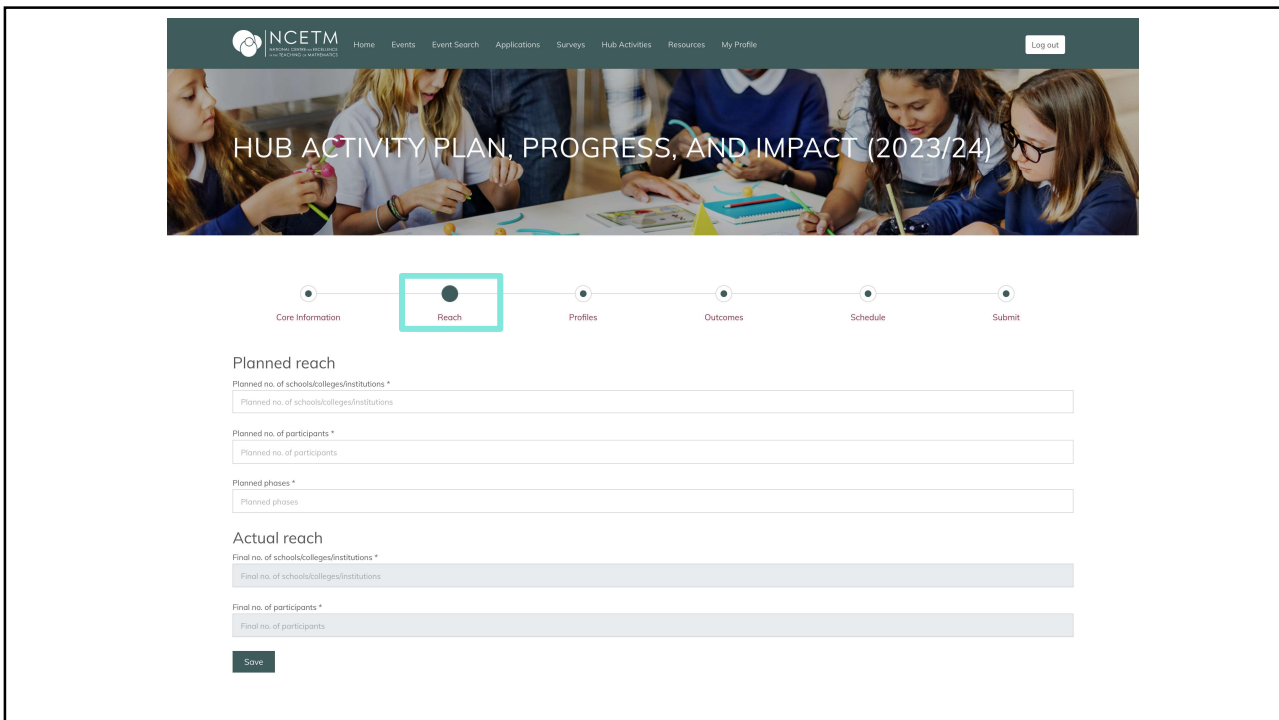 NCETM
NATIONAL CENTRE FOR EXCELLENCE
IN THE TEACHING OF MATHEMATICS
Home Events Event Search Applications Surveys Hub Activities Resources My Profile
Log out
HUB ACTIVITY PLAN, PROGRESS, AND IMPACT (2023/24)
Core Information Reach Profiles Outcomes Schedule Submit
Planned reach
Planned no. of schools/colleges/institutions *
Planned no. of schools/colleges/institutions
Planned no. of participants *
Planned no. of participants
Planned phases *
Planned phases
Actual reach
Final no. of schools/colleges/institutions *
Final no. of schools/colleges/institutions
Final no. of participants *
Final no. of participants
Save